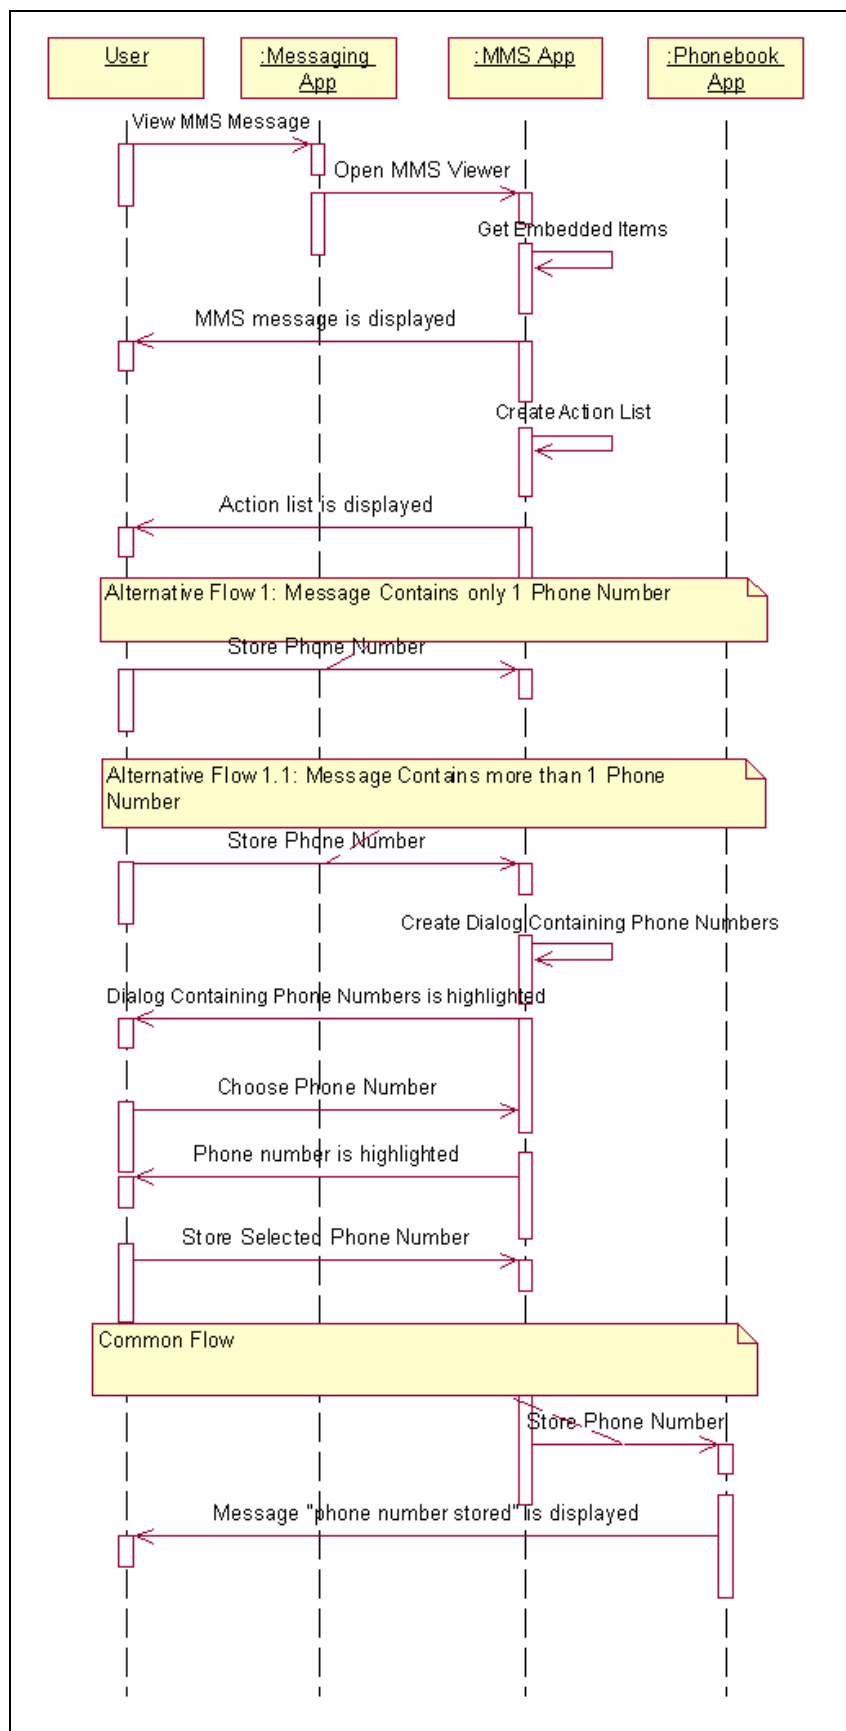 User
:Messaging
App
:MMS App
:Phonebook
App
View MMS Message
Open MMS Viewer
Get Embedded Items
MMS message is displayed
Create Action List
Action list is displayed
Alternative Flow 1: Message Contains only 1 Phone Number
Store Phone Number
Alternative Flow 1.1: Message Contains more than 1 Phone
Number
Store Phone Number
Create Dialog Containing Phone Numbers
Dialog Containing Phone Numbers is highlighted
Choose Phone Number
Phone number is highlighted
Store Selected Phone Number
Common Flow
Store Phone Number
Message "phone number stored" is displayed